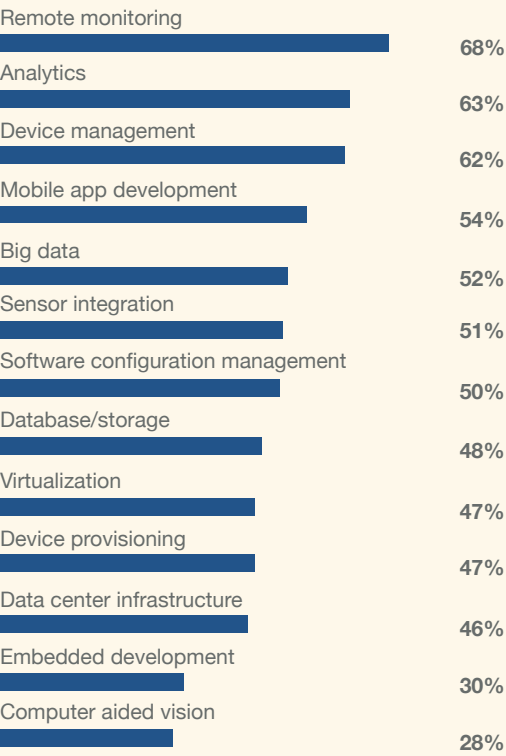 Remote monitoring
68%
Analytics
63%
Device management
62%
Mobile app development
54%
Big data
52%
Sensor integration
51%
Software configuration management
50%
Database/storage
48%
Virtualization
47%
Device provisioning
47%
Data center infrastructure
46%
Embedded development
30%
Computer aided vision
28%